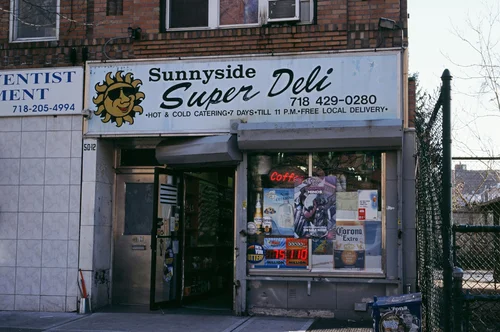 ENTIST
MENT
718-205-4994
Sunnyside
Super Deli
718 429-0280
•HOT & COLD CATERING•7 DAYS•TILL 11 P.M.•FREE LOCAL DELIVERY•
5012
Coffe
Corona
Extra